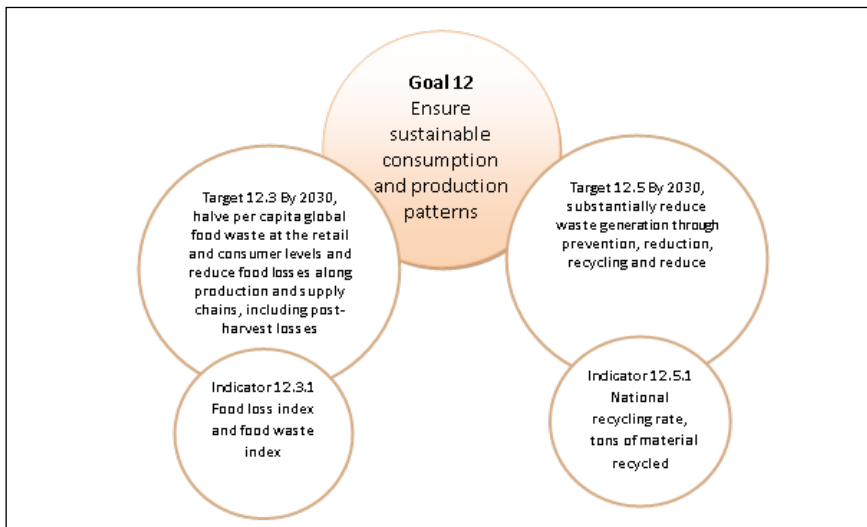 Goal 12
Ensure
sustainable
consumption
and production
patterns
Target 12.3 By 2030,
halve per capita global
food waste at the retail
and consumer levels and
reduce food losses along
production and supply
chains, including post-
harvest losses
Target 12.5 By 2030,
substantially reduce
waste generation through
prevention, reduction,
recycling and reduce
Indicator 12.3.1
Food loss index
and food waste
index
Indicator 12.5.1
National
recycling rate,
tons of material
recycled